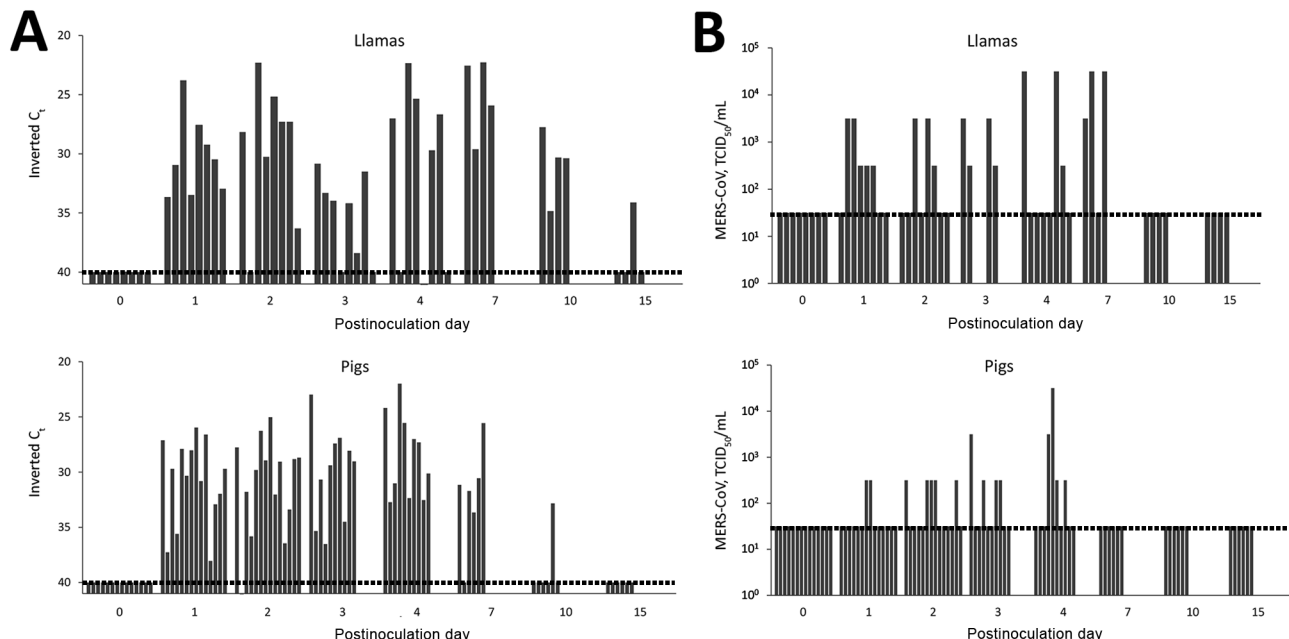 A
Llamas
20
25
30
35
40
Inverted Cₜ
0 1 2 3 4 7 10 15
Postinoculation day
Pigs
20
25
30
35
40
Inverted Cₜ
0 1 2 3 4 7 10 15
Postinoculation day
B
Llamas
10⁵
10⁴
10³
10²
10¹
10⁰
MERS-CoV, TCID₅₀/mL
0 1 2 3 4 7 10 15
Postinoculation day
Pigs
10⁵
10⁴
10³
10²
10¹
10⁰
MERS-CoV, TCID₅₀/mL
0 1 2 3 4 7 10 15
Postinoculation day